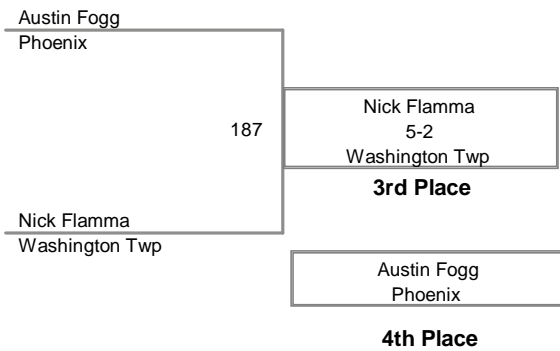 Austin Fogg
Phoenix
187
Nick Flamma
5-2
Washington Twp
3rd Place
Nick Flamma
Washington Twp
Austin Fogg
Phoenix
4th Place